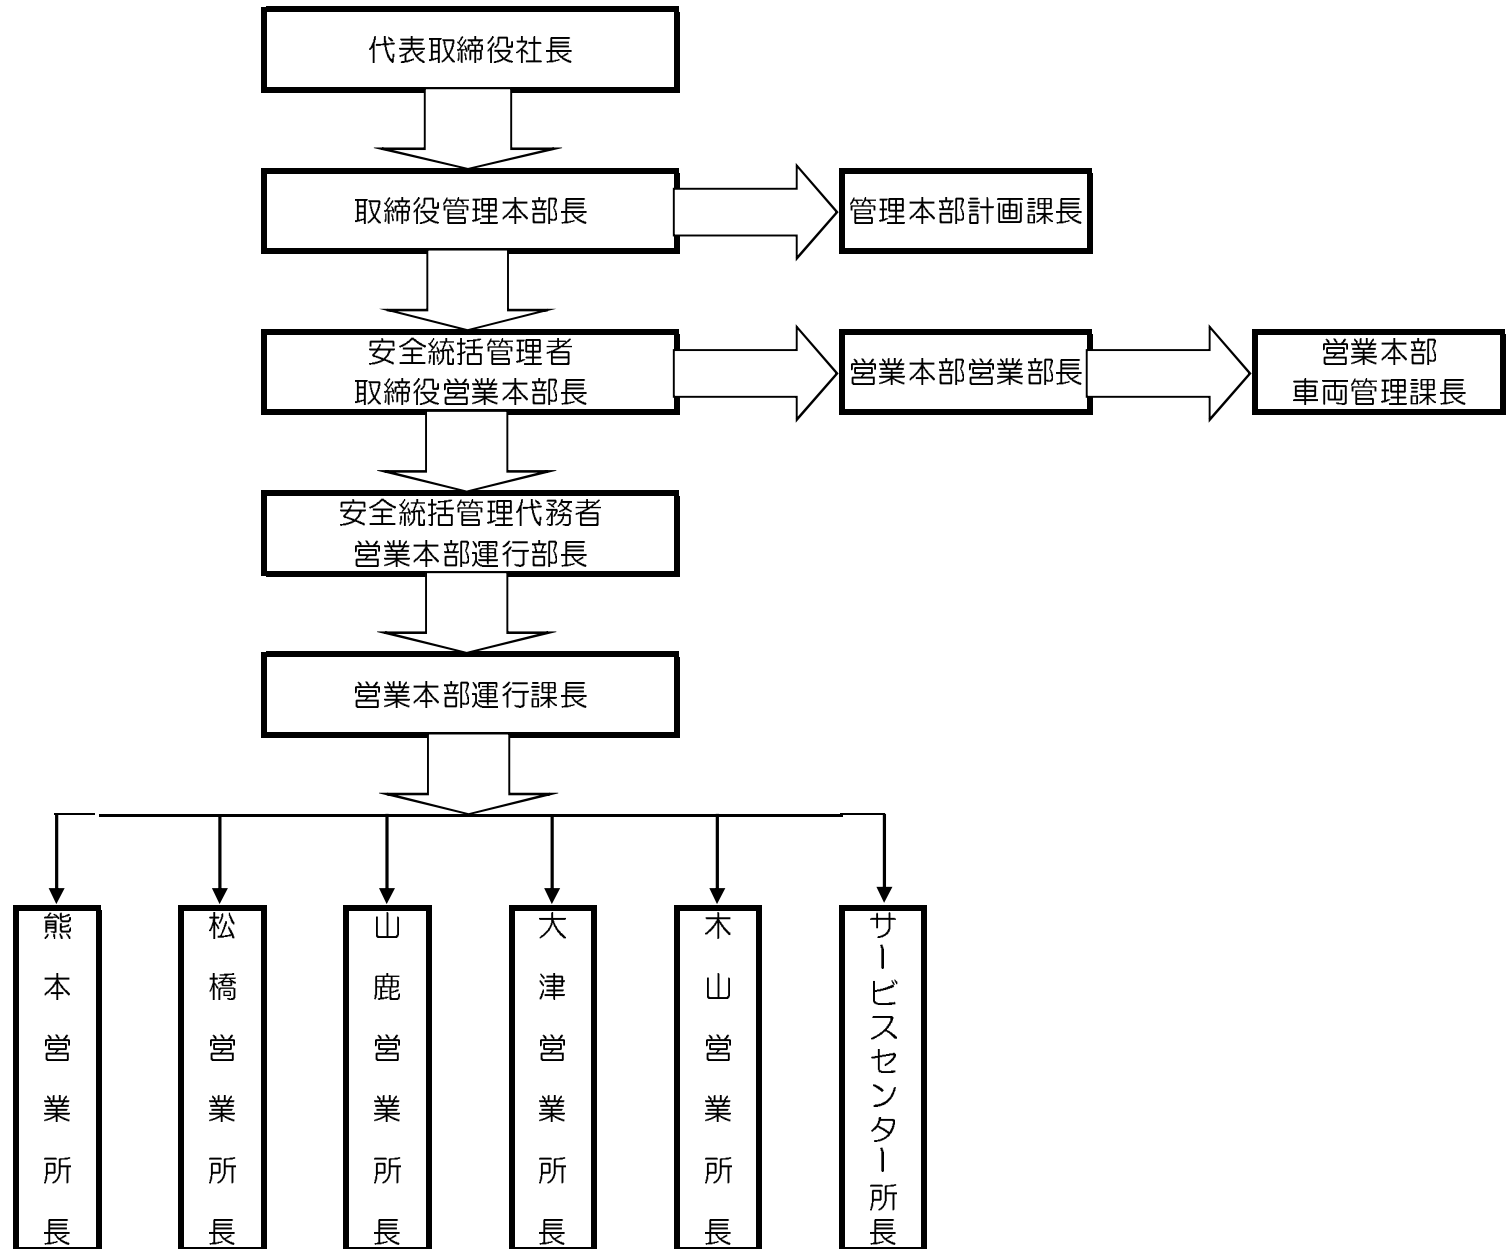 代表取締役社長
取締役管理本部長
管理本部計画課長
安全統括管理者
取締役営業本部長
営業本部営業部長
営業本部
車両管理課長
安全統括管理代務者
営業本部運行部長
営業本部運行課長
熊本営業所長
松橋営業所長
山鹿営業所長
大津営業所長
木山営業所長
サービスセンター所長